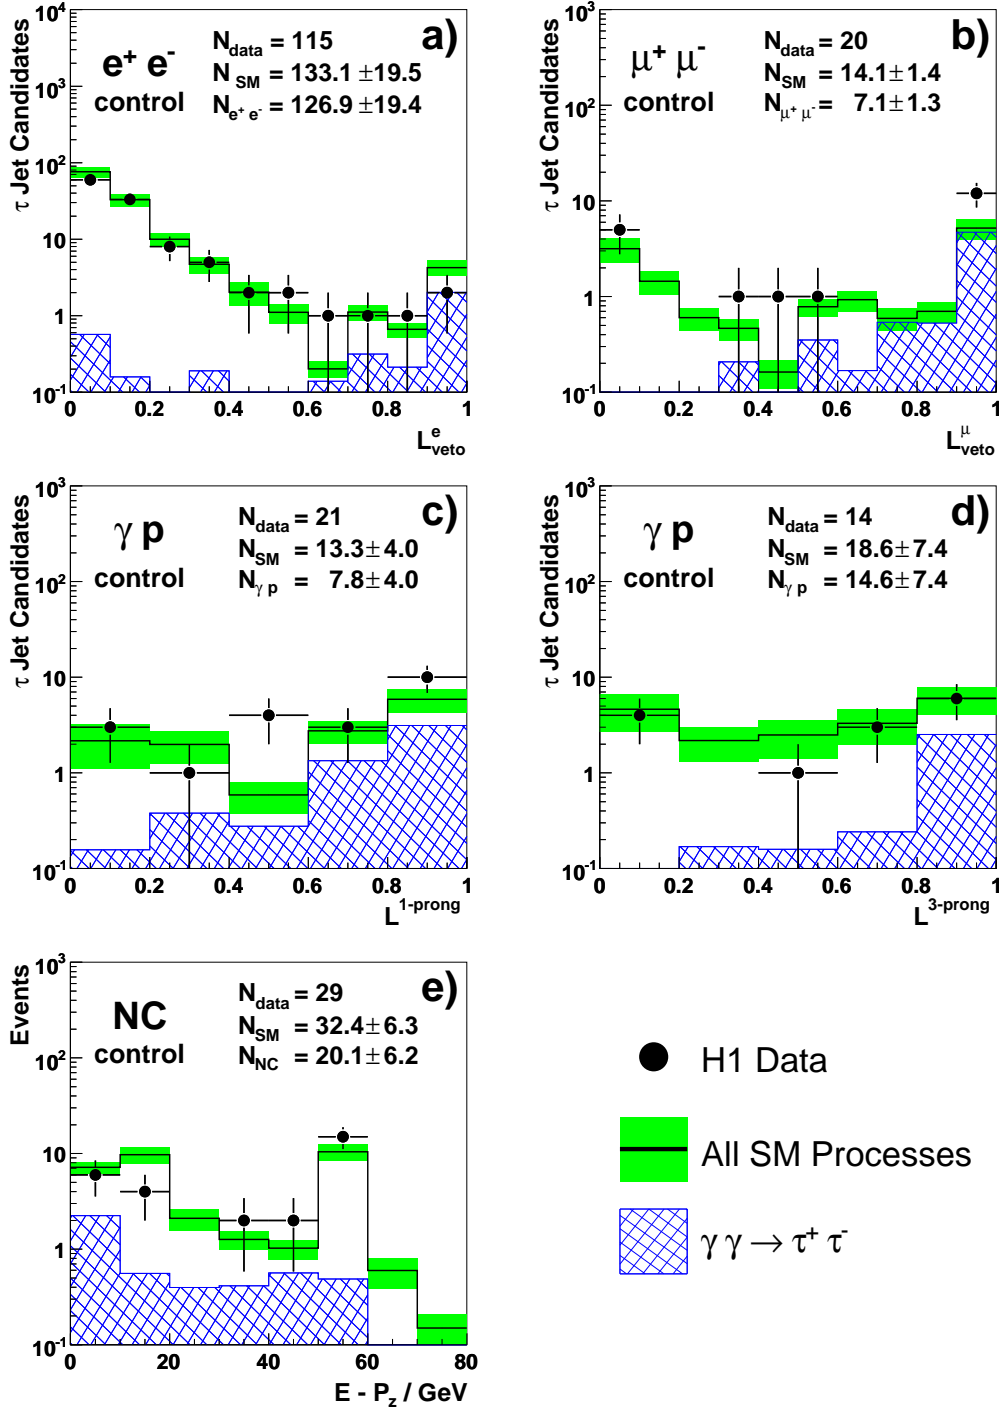 a)
e⁺ e⁻
control
N_data = 115
N_SM = 133.1 ±19.5
N_e⁺ e⁻ = 126.9 ±19.4
τ Jet Candidates
10⁴
10³
10²
10
1
10⁻¹
0 0.2 0.4 0.6 0.8 1
L^e_veto
b)
μ⁺ μ⁻
control
N_data = 20
N_SM = 14.1± 1.4
N_μ⁺ μ⁻ = 7.1± 1.3
τ Jet Candidates
10³
10²
10
1
10⁻¹
0 0.2 0.4 0.6 0.8 1
L^μ_veto
c)
γ p
control
N_data = 21
N_SM = 13.3± 4.0
N_γ p = 7.8± 4.0
τ Jet Candidates
10³
10²
10
1
10⁻¹
0 0.2 0.4 0.6 0.8 1
L^1-prong
d)
γ p
control
N_data = 14
N_SM = 18.6± 7.4
N_γ p = 14.6± 7.4
τ Jet Candidates
10³
10²
10
1
10⁻¹
0 0.2 0.4 0.6 0.8 1
L^3-prong
e)
NC
control
N_data = 29
N_SM = 32.4± 6.3
N_NC = 20.1± 6.2
Events
10³
10²
10
1
10⁻¹
0 20 40 60 80
E - P_z / GeV
H1 Data
All SM Processes
γ γ → τ⁺ τ⁻